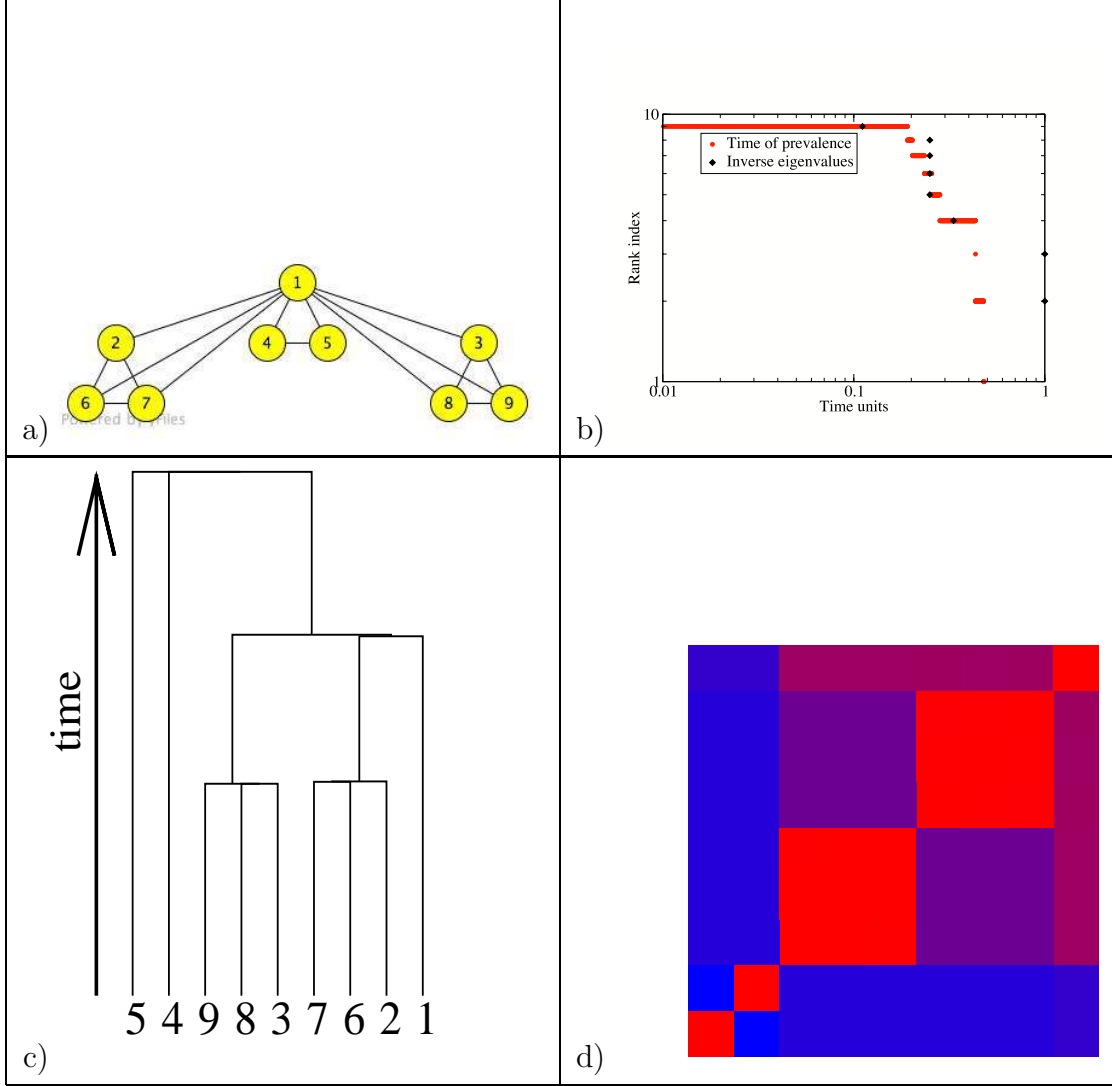 1
2
4
5
3
6
7
8
9
a)
10
Time of prevalence
Inverse eigenvalues
Rank index
1
0.01
0.1
1
Time units
b)
time
5 4 9 8 3 7 6 2 1
c)
d)